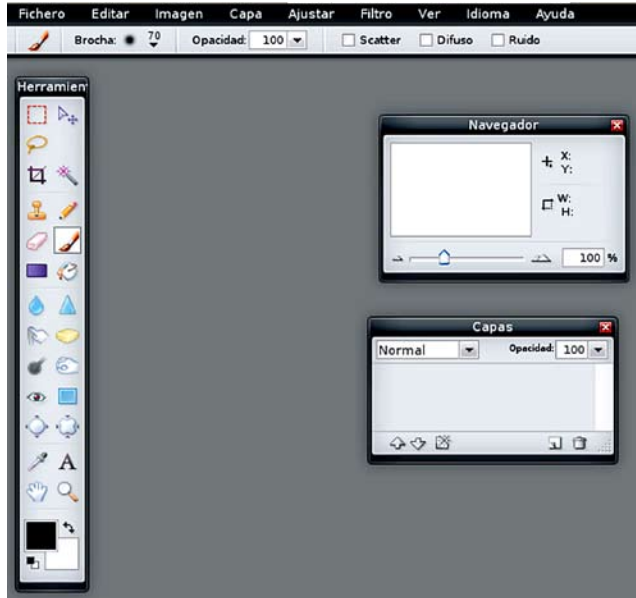 Fichero Editar Imagen Capa Ajustar Filtro Ver Idioma Ayuda
Brocha: 70 Opacidad: 100 Scatter Difuso Ruido
Herramien
Navegador
X:
Y:
W:
H:
100 %
Capas
Normal Opacidad: 100
A